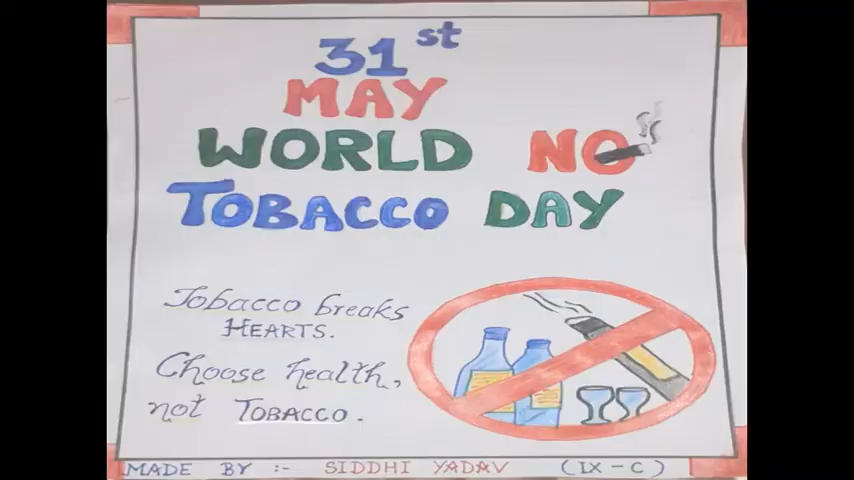 31st
MAY
WORLD NO
TOBACCO DAY
Tobacco breaks
HEARTS.
Choose health,
not TOBACCO.
MADE BY :- SIDDHI YADAV (IX-C)